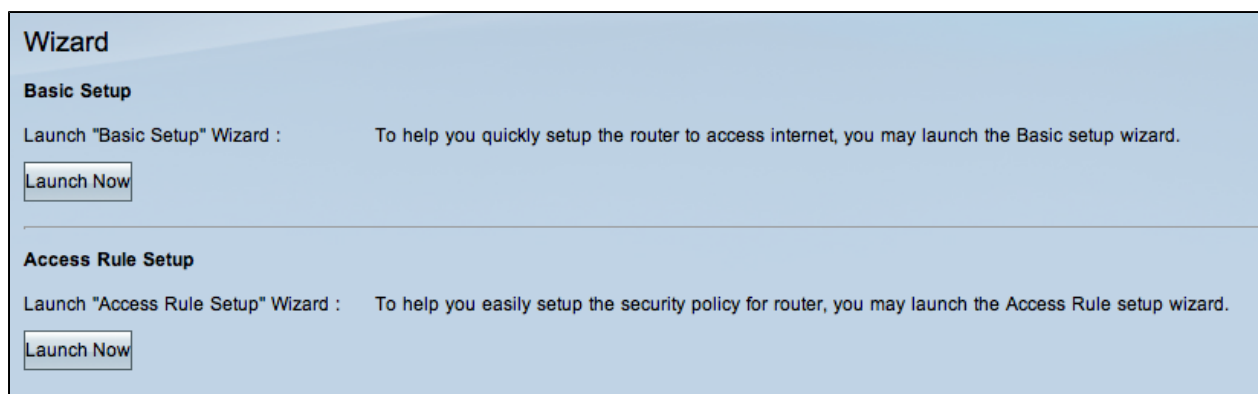 Wizard
Basic Setup
Launch "Basic Setup" Wizard : To help you quickly setup the router to access internet, you may launch the Basic setup wizard.
Launch Now
Access Rule Setup
Launch "Access Rule Setup" Wizard : To help you easily setup the security policy for router, you may launch the Access Rule setup wizard.
Launch Now